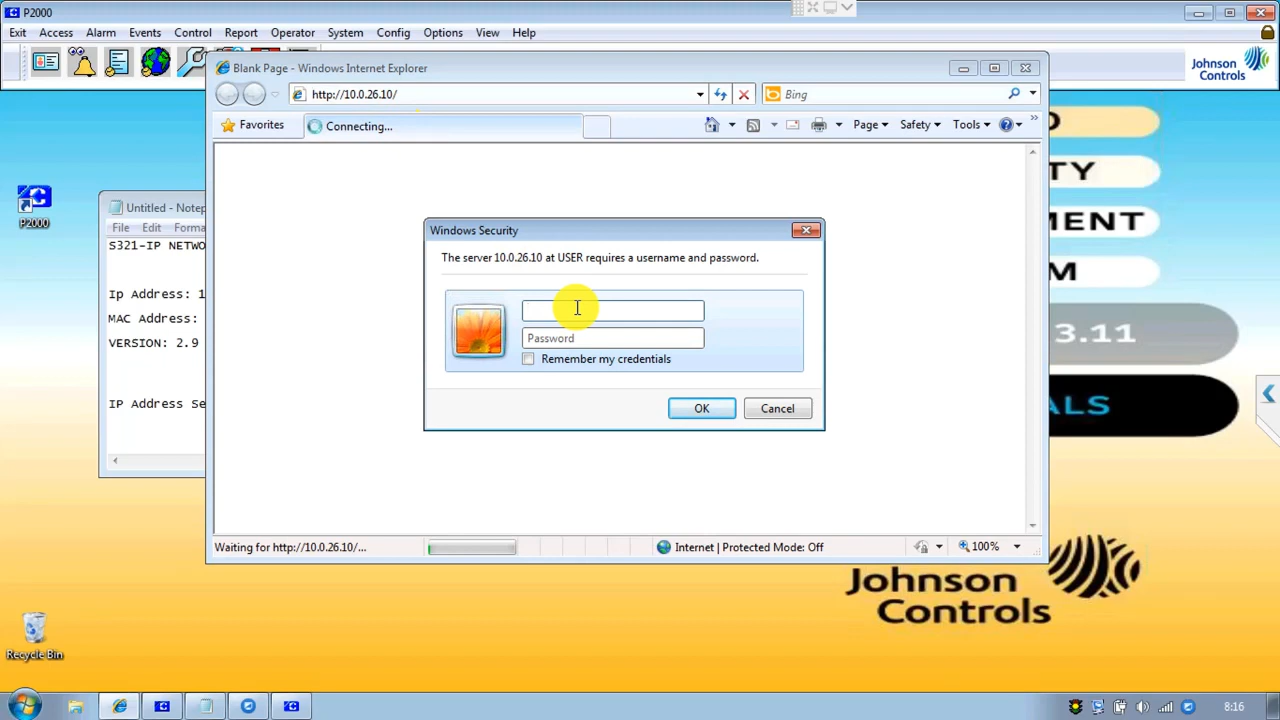 P2000
Exit Access Alarm Events Control Report Operator System Config Options View Help
Johnson
Controls
Blank Page - Windows Internet Explorer
http://10.0.26.10/
Bing
Favorites
Connecting...
Page Safety Tools
P2000
Untitled - Notep
File Edit Forma
S321-IP NETWO
Ip Address: 1
MAC Address:
VERSION: 2.9
IP Address Se
Windows Security
The server 10.0.26.10 at USER requires a username and password.
Password
Remember my credentials
OK Cancel
TY
MENT
M
3.11
ALS
Waiting for http://10.0.26.10/...
Internet | Protected Mode: Off
100%
Johnson
Controls
Recycle Bin
8:16